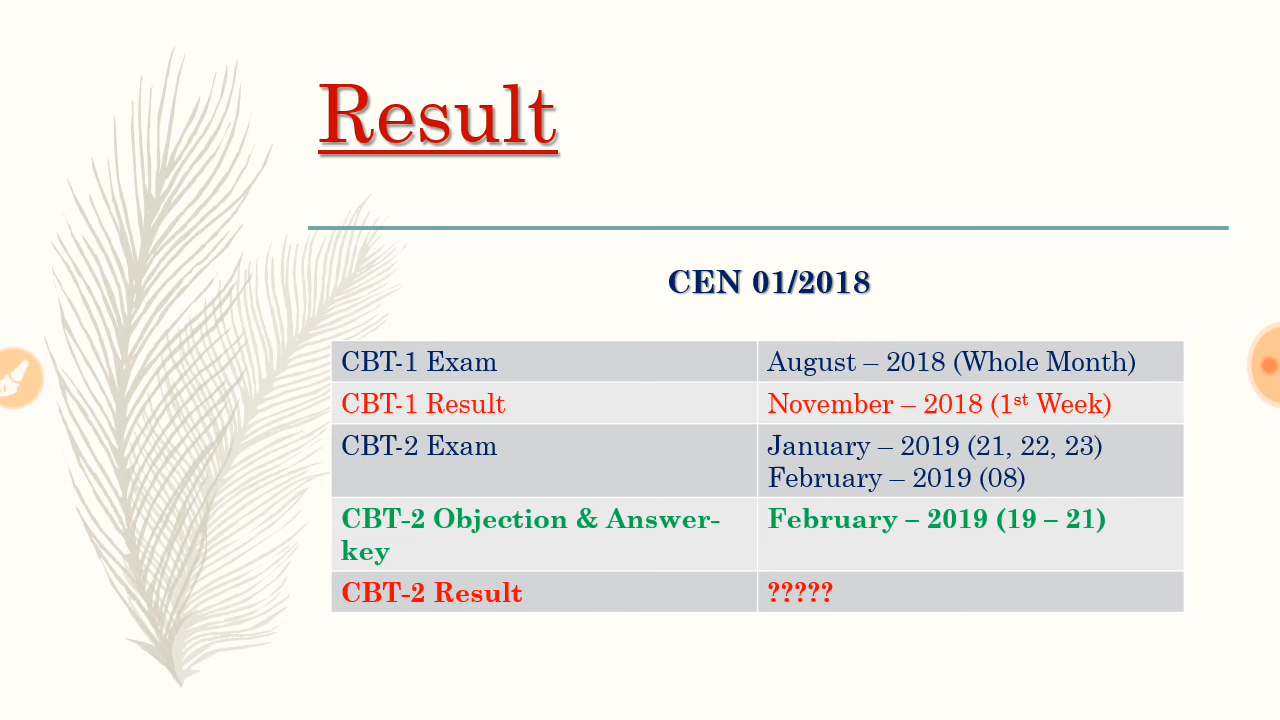 Result
CEN 01/2018
CBT-1 Exam August – 2018 (Whole Month)
CBT-1 Result November – 2018 (1st Week)
CBT-2 Exam January – 2019 (21, 22, 23)
February – 2019 (08)
CBT-2 Objection & Answer- February – 2019 (19 – 21)
key
CBT-2 Result ?????